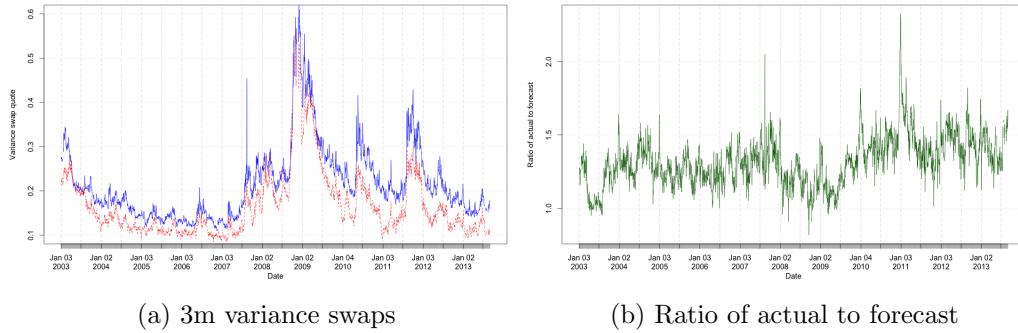 Variance swap quote
0.6
0.5
0.4
0.3
0.2
0.1
Jan 03 Jan 02 Jan 03 Jan 03 Jan 03 Jan 02 Jan 02 Jan 04 Jan 03 Jan 03 Jan 02
2003 2004 2005 2006 2007 2008 2009 2010 2011 2012 2013
Date
(a) 3m variance swaps
Ratio of actual to forecast
2.0
1.5
1.0
Jan 03 Jan 02 Jan 03 Jan 03 Jan 03 Jan 02 Jan 02 Jan 04 Jan 03 Jan 03 Jan 02
2003 2004 2005 2006 2007 2008 2009 2010 2011 2012 2013
Date
(b) Ratio of actual to forecast